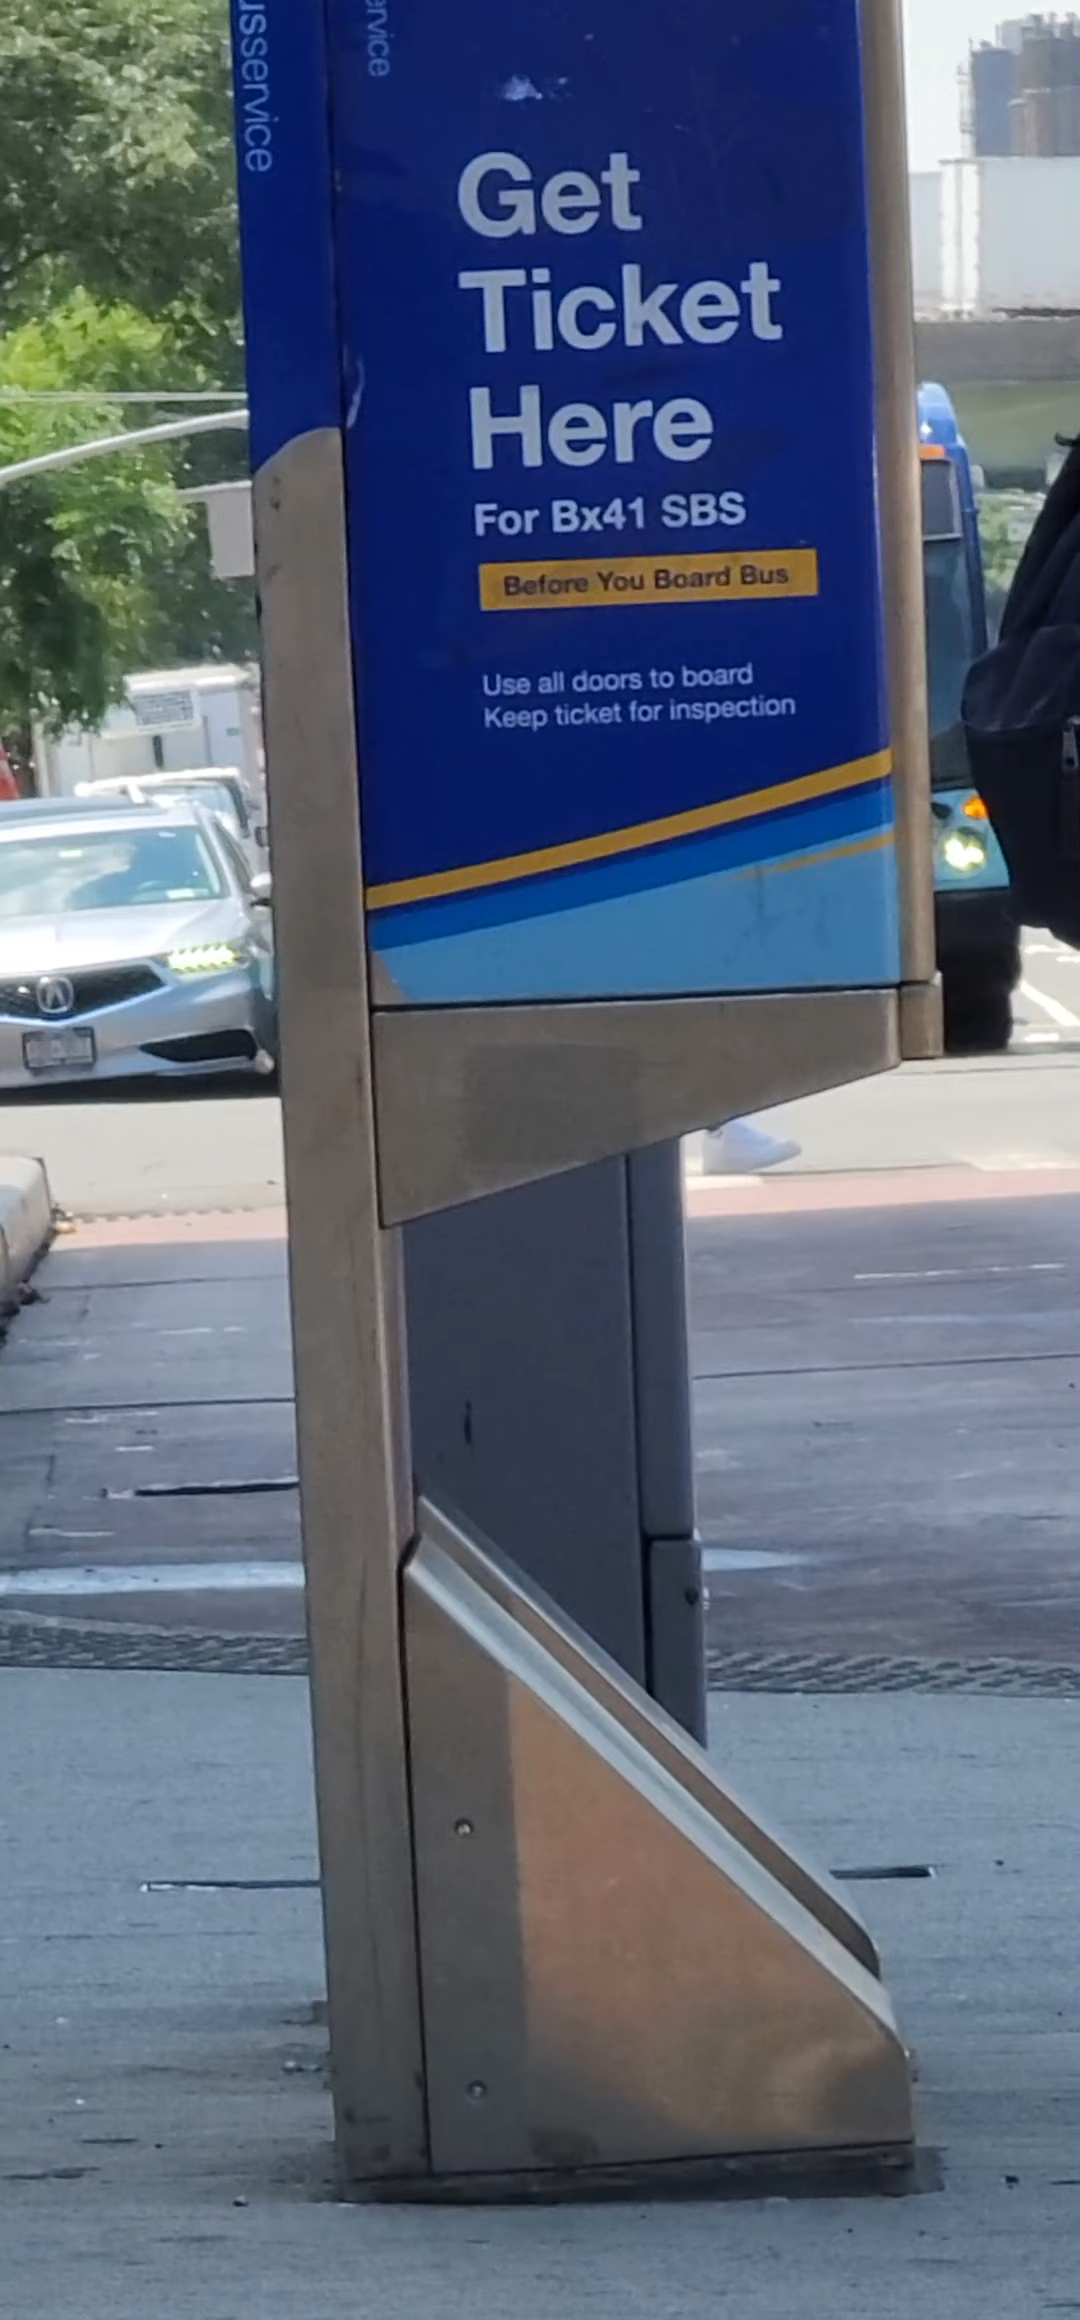 Get
Ticket
Here
For Bx41 SBS
Before You Board Bus
Use all doors to board
Keep ticket for inspection